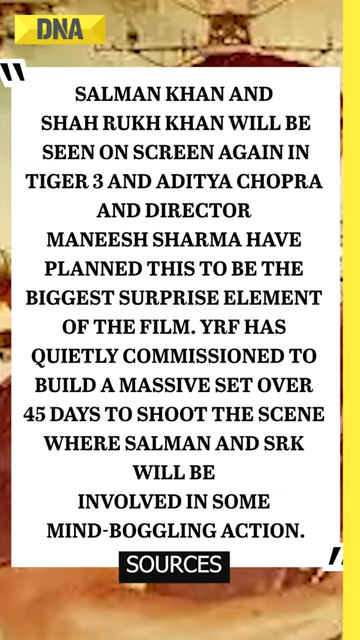 DNA
"
SALMAN KHAN AND
SHAH RUKH KHAN WILL BE
SEEN ON SCREEN AGAIN IN
TIGER 3 AND ADITYA CHOPRA
AND DIRECTOR
MANEESH SHARMA HAVE
PLANNED THIS TO BE THE
BIGGEST SURPRISE ELEMENT
OF THE FILM. YRF HAS
QUIETLY COMMISSIONED TO
BUILD A MASSIVE SET OVER
45 DAYS TO SHOOT THE SCENE
WHERE SALMAN AND SRK
WILL BE
INVOLVED IN SOME
MIND-BOGGLING ACTION.
"
SOURCES